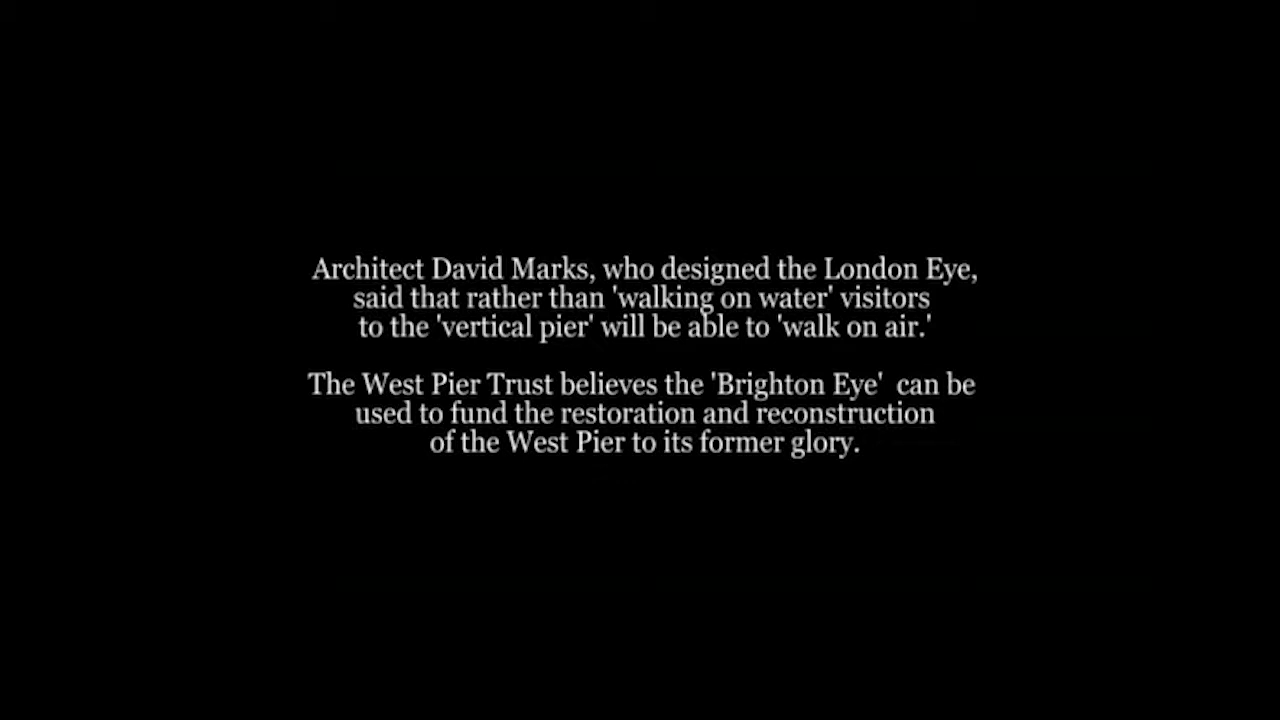 Architect David Marks, who designed the London Eye,
said that rather than 'walking on water' visitors
to the 'vertical pier' will be able to 'walk on air.'
The West Pier Trust believes the 'Brighton Eye'  can be
used to fund the restoration and reconstruction
of the West Pier to its former glory.